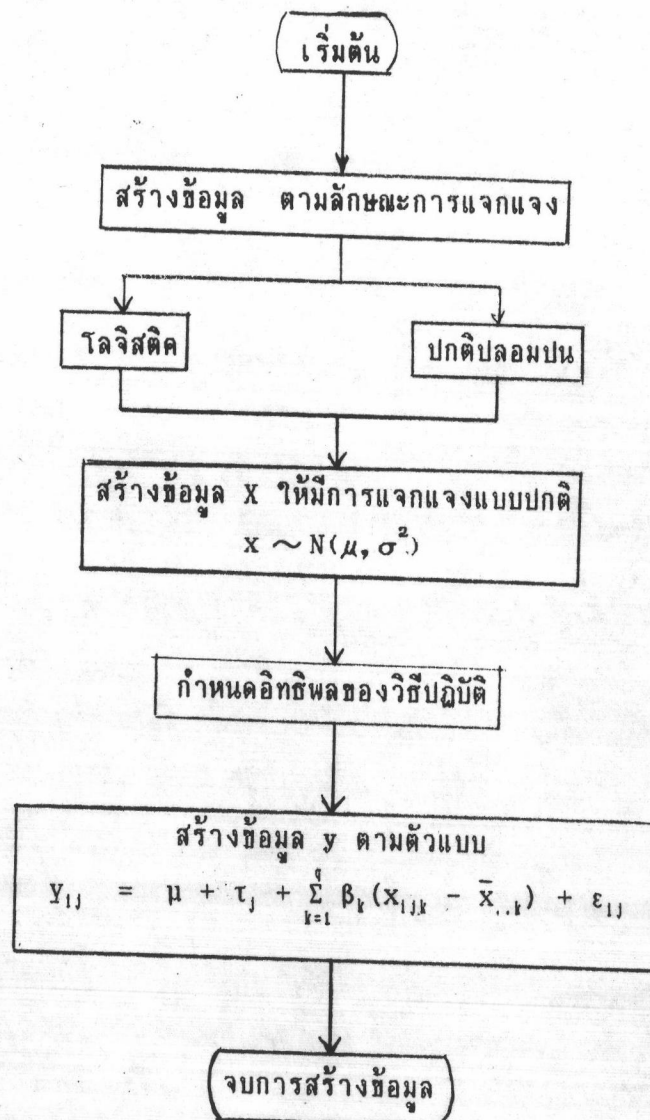 เริ่มต้น
สร้างข้อมูล ตามลักษณะการแจกแจง
โลจิสติค
ปกติปลอมปน
สร้างข้อมูล X ให้มีการแจกแจงแบบปกติ
x ~ N(μ, σ²)
กำหนดอิทธิพลของวิธีปฏิบัติ
สร้างข้อมูล y ตามตัวแบบ
y_{ij} = μ + τ_j + Σ_{k=1}^{q} β_k (x_{ijk} - x̄_{..k}) + ε_{ij}
จบการสร้างข้อมูล